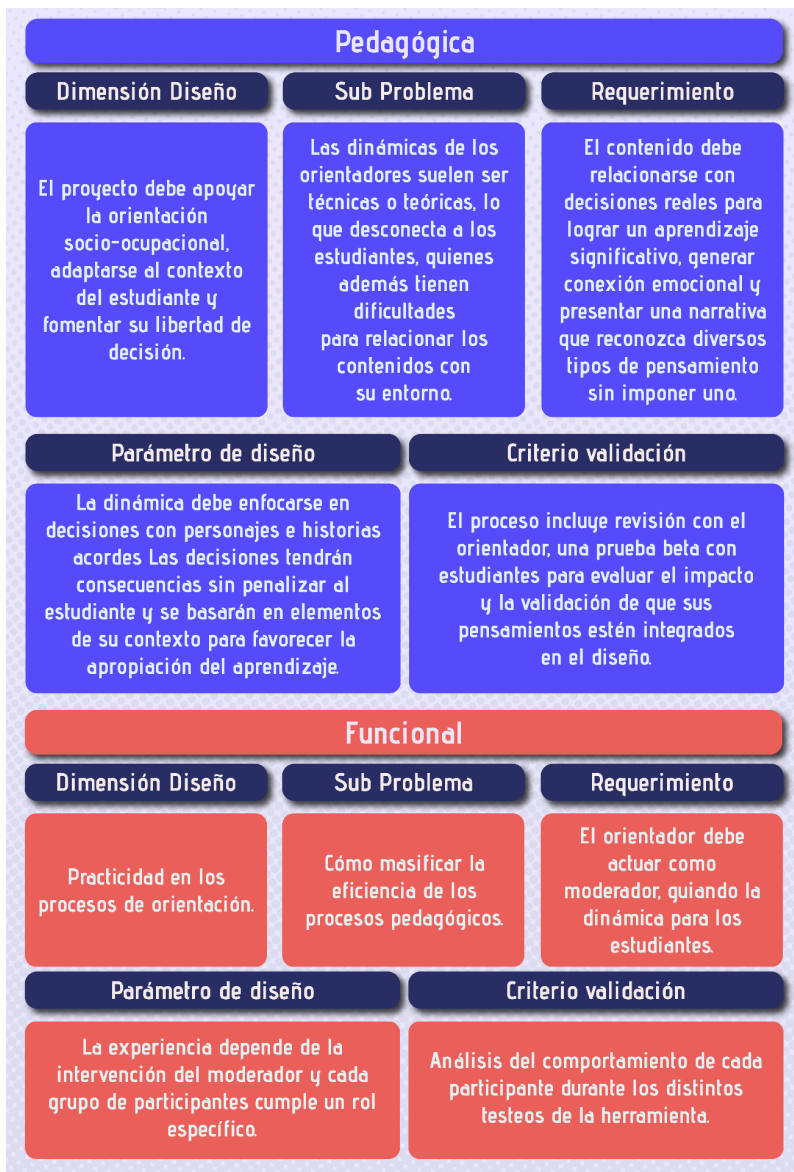 Pedagógica
Dimensión Diseño
Sub Problema
Requerimiento
El proyecto debe apoyar
la orientación
socio-ocupacional,
adaptarse al contexto
del estudiante y
fomentar su libertad de
decisión.
Las dinámicas de los
orientadores suelen ser
técnicas o teóricas, lo
que desconecta a los
estudiantes, quienes
además tienen
dificultades
para relacionar los
contenidos con
su entorno.
El contenido debe
relacionarse con
decisiones reales para
lograr un aprendizaje
significativo, generar
conexión emocional y
presentar una narrativa
que reconozca diversos
tipos de pensamiento
sin imponer uno.
Parámetro de diseño
Criterio validación
La dinámica debe enfocarse en
decisiones con personajes e historias
acordes Las decisiones tendrán
consecuencias sin penalizar al
estudiante y se basarán en elementos
de su contexto para favorecer la
apropiación del aprendizaje.
El proceso incluye revisión con el
orientador, una prueba beta con
estudiantes para evaluar el impacto
y la validación de que sus
pensamientos estén integrados
en el diseño.
Funcional
Dimensión Diseño
Sub Problema
Requerimiento
Practicidad en los
procesos de orientación.
Cómo masificar la
eficiencia de los
procesos pedagógicos.
El orientador debe
actuar como
moderador, guiando la
dinámica para los
estudiantes.
Parámetro de diseño
Criterio validación
La experiencia depende de la
intervención del moderador y cada
grupo de participantes cumple un rol
específico.
Análisis del comportamiento de cada
participante durante los distintos
testeos de la herramienta.